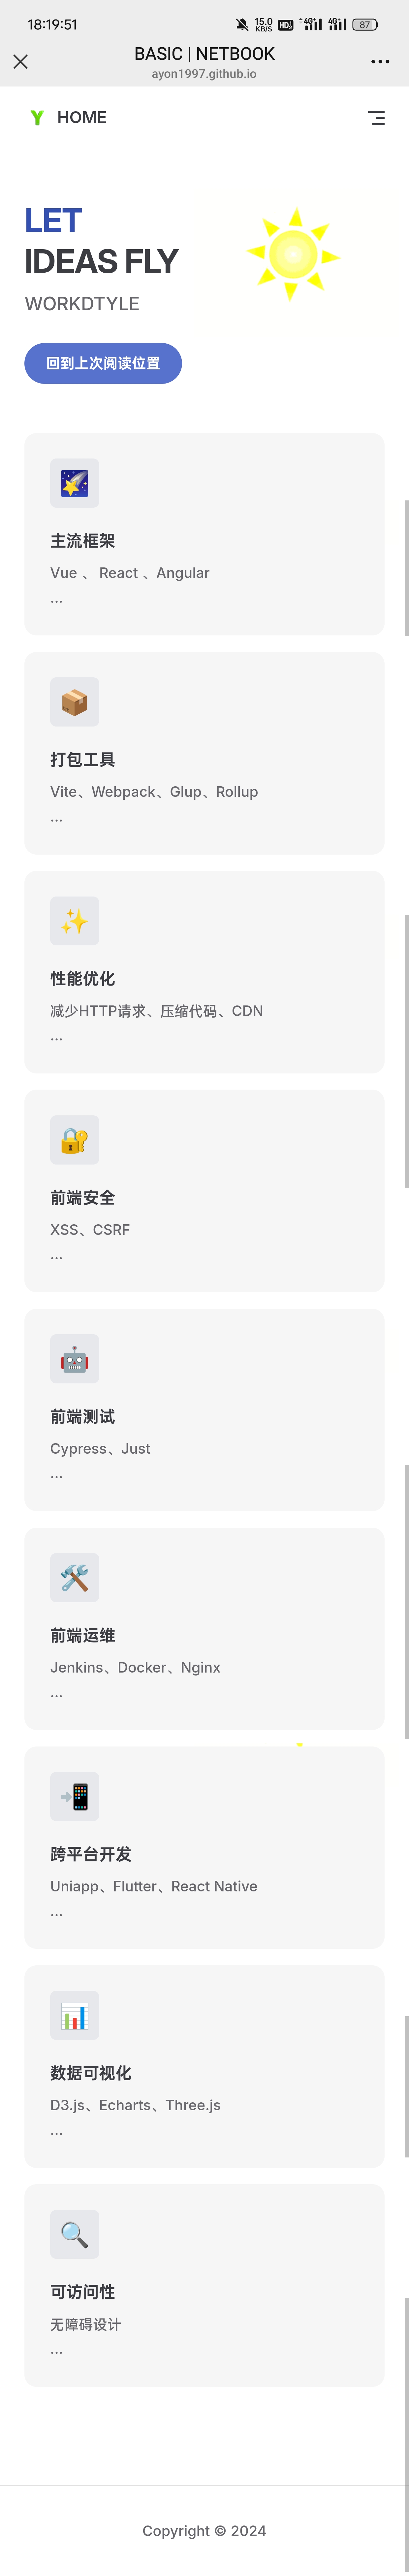 18:19:51
15.0 KB/S HD2 4G 4G 87
BASIC | NETBOOK
ayon1997.github.io
Y HOME
LET
IDEAS FLY
WORKDTYLE
回到上次阅读位置
主流框架
Vue 、 React 、Angular
...
打包工具
Vite、Webpack、Glup、Rollup
...
性能优化
减少HTTP请求、压缩代码、CDN
...
前端安全
XSS、CSRF
...
前端测试
Cypress、Just
...
前端运维
Jenkins、Docker、Nginx
...
跨平台开发
Uniapp、Flutter、React Native
...
数据可视化
D3.js、Echarts、Three.js
...
可访问性
无障碍设计
...
Copyright © 2024